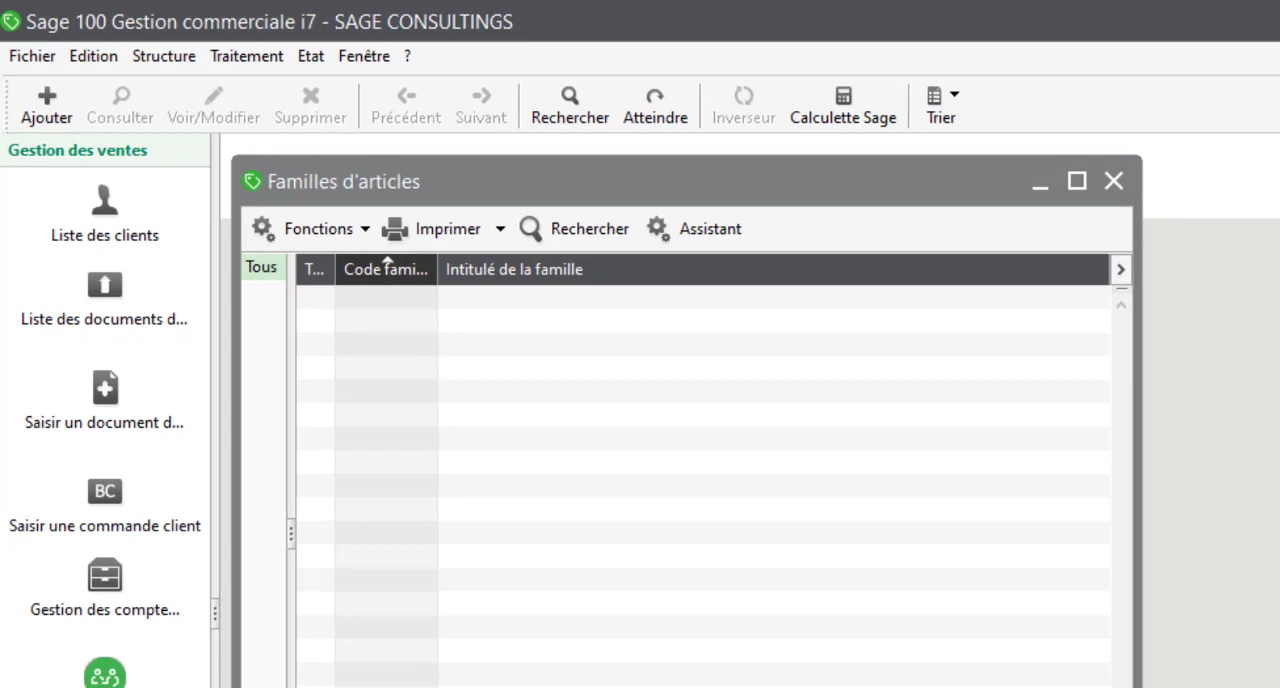 Sage 100 Gestion commerciale i7 - SAGE CONSULTINGS
Fichier Edition Structure Traitement Etat Fenêtre ?
Ajouter Consulter Voir/Modifier Supprimer Précédent Suivant Rechercher Atteindre Inverseur Calculette Sage Trier
Gestion des ventes
Liste des clients
Liste des documents d...
Saisir un document d...
BC
Saisir une commande client
Gestion des compte...
Familles d'articles
Fonctions Imprimer Rechercher Assistant
Tous
T... Code fami... Intitulé de la famille